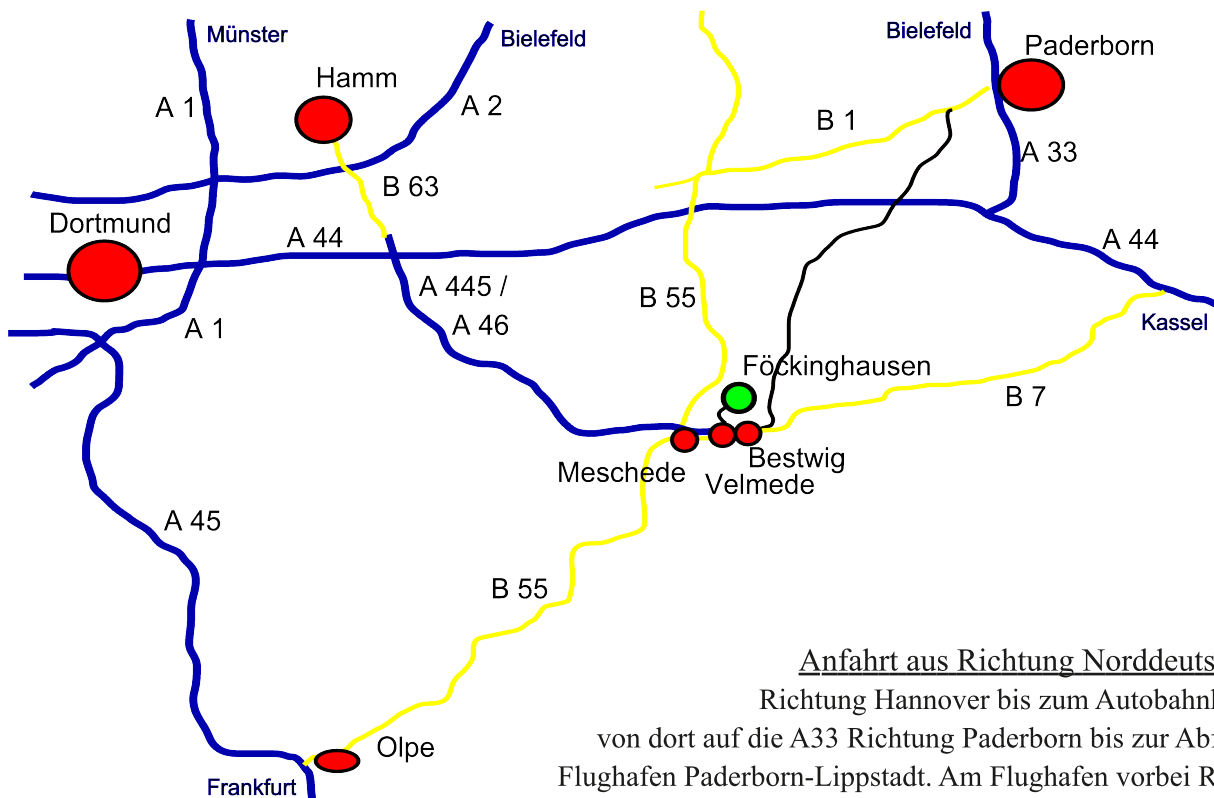 Münster
Bielefeld
Bielefeld
Paderborn
Hamm
A 1
A 2
B 1
A 33
B 63
Dortmund
A 44
A 44
A 445 /
A 46
B 55
Kassel
A 1
Föckinghausen
B 7
Bestwig
Meschede
Velmede
A 45
B 55
Olpe
Frankfurt
Anfahrt aus Richtung Norddeuts
Richtung Hannover bis zum Autobahn
von dort auf die A33 Richtung Paderborn bis zur Ab
Flughafen Paderborn-Lippstadt. Am Flughafen vorbei R